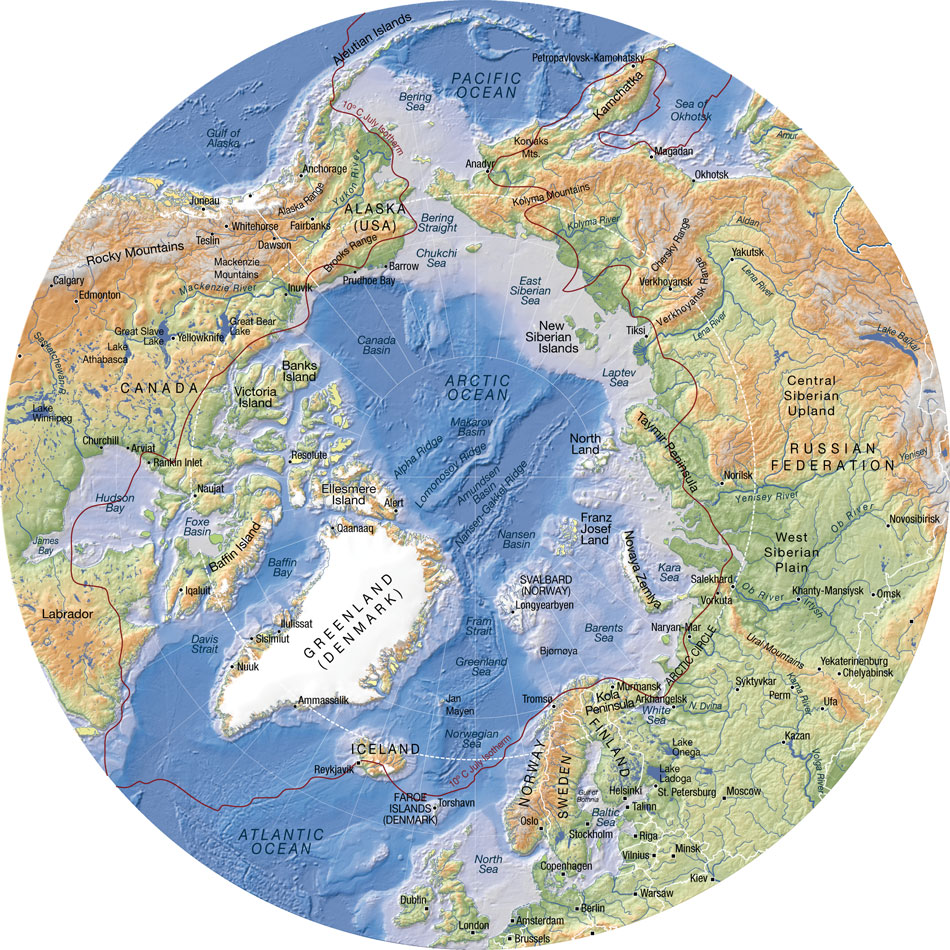 Aleutian Islands
PACIFIC
OCEAN
Petropavlovsk-Kamchatsky
Kamchatka
Bering
Sea
Sea of
Okhotsk
10° C July Isotherm
Gulf of
Alaska
Koryaks
Mts.
Amur
Magadan
Anadyr
Okhotsk
Anchorage
Yukon River
Alaska Range
Juneau
Kolyma Mountains
ALASKA
(USA)
Whitehorse
Fairbanks
Bering
Straight
Kolyma River
Aldan
Teslin
Dawson
Rocky Mountains
Brooks Range
Chukchi
Sea
Chersky Range
Yakutsk
Mackenzie
Mountains
Barrow
Prudhoe Bay
Verkhoyansk
Verkhoyansk Range
Lena River
Calgary
Edmonton
Mackenzie River
Inuvik
East
Siberian
Sea
Great Slave
Lake
Yellowknife
Great Bear
Lake
New
Siberian
Islands
Tiksi
Lena River
Lake Baikal
Saskatchewan R.
Lake
Athabasca
Canada
Basin
Banks
Island
Laptev
Sea
CANADA
Victoria
Island
ARCTIC
OCEAN
Central
Siberian
Upland
Lake
Winnipeg
Makarov
Basin
Taymir Peninsula
Churchill
Arviat
Rankin Inlet
Resolute
Alpha Ridge
Lomonosov Ridge
North
Land
RUSSIAN
FEDERATION
Yenisey
Amundsen
Basin
Nansen-Gakkel Ridge
Norilsk
Hudson
Bay
Naujat
Ellesmere
Island
Alert
Yenisey River
Foxe
Basin
Qaanaaq
Nansen
Basin
Franz
Josef
Land
Ob River
Novosibirsk
James
Bay
Baffin Island
Baffin
Bay
Novaya Zemlya
West
Siberian
Plain
Kara
Sea
Iqaluit
GREENLAND
(DENMARK)
SVALBARD
(NORWAY)
Longyearbyen
Salekhard
Vorkuta
Ob River
Khanty-Mansiysk
Irtysh
Omsk
Labrador
Ilulissat
Sisimiut
Davis
Strait
Fram
Strait
Barents
Sea
Naryan-Mar
ARCTIC CIRCLE
Ural Mountains
Nuuk
Greenland
Sea
Bjørnøya
Yekaterinburg
Chelyabinsk
Ammassalik
Jan
Mayen
Tromsø
Kola
Peninsula
Murmansk
Arkhangelsk
White
Sea
N. Dvina
Syktyvkar
Perm
Kama River
Ufa
Norwegian
Sea
ICELAND
Reykjavik
10° C July Isotherm
NORWAY
SWEDEN
FINLAND
Lake
Onega
Kazan
Volga River
Lake
Ladoga
FAROE
ISLANDS
(DENMARK)
Torshavn
Gulf of
Bothnia
Helsinki
St. Petersburg
Moscow
Talinn
ATLANTIC
OCEAN
Oslo
Baltic
Sea
Stockholm
Riga
North
Sea
Copenhagen
Vilnius
Minsk
Kiev
Dublin
Warsaw
London
Berlin
Amsterdam
Brussels